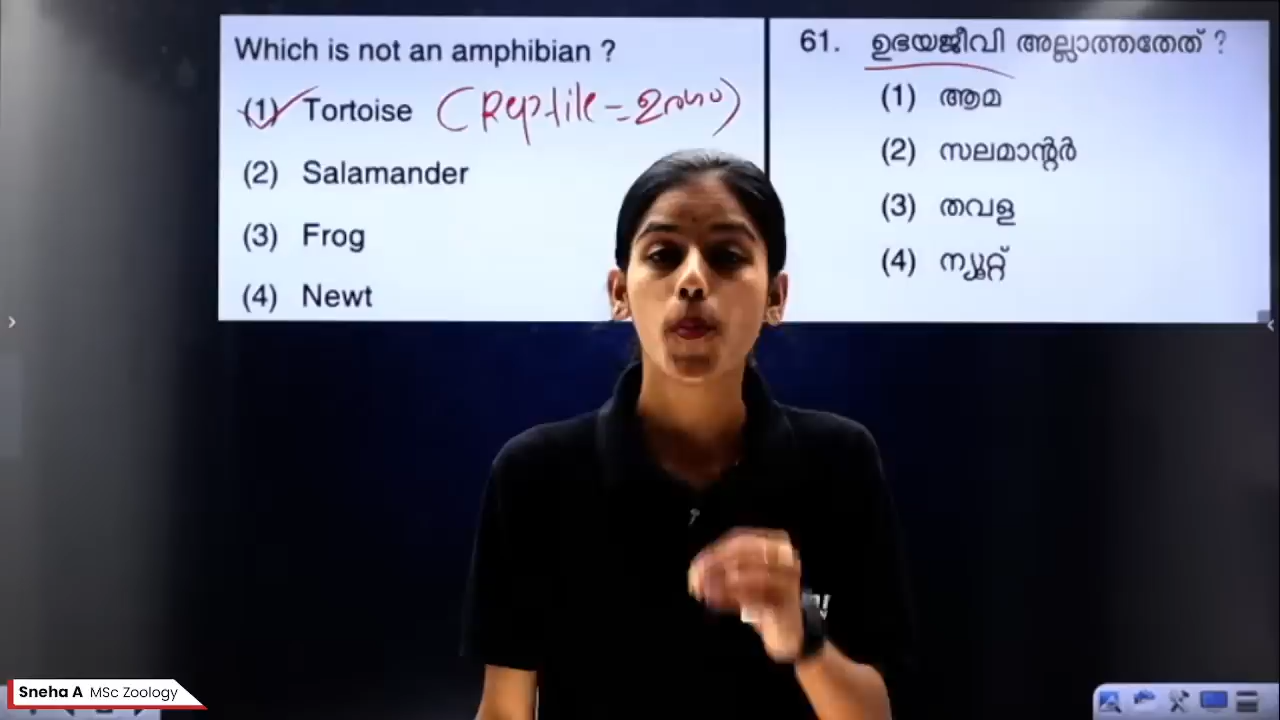 Which is not an amphibian ?
(1) Tortoise (Reptile -
(2) Salamander
(3) Frog
(4) Newt
61. ഉഭയജീവി അല്ലാത്തതേത് ?
(1) ആമ
(2) സലമാന്റർ
(3) തവള
(4) ന്യൂറ്റ്
Sneha A MSc Zoology